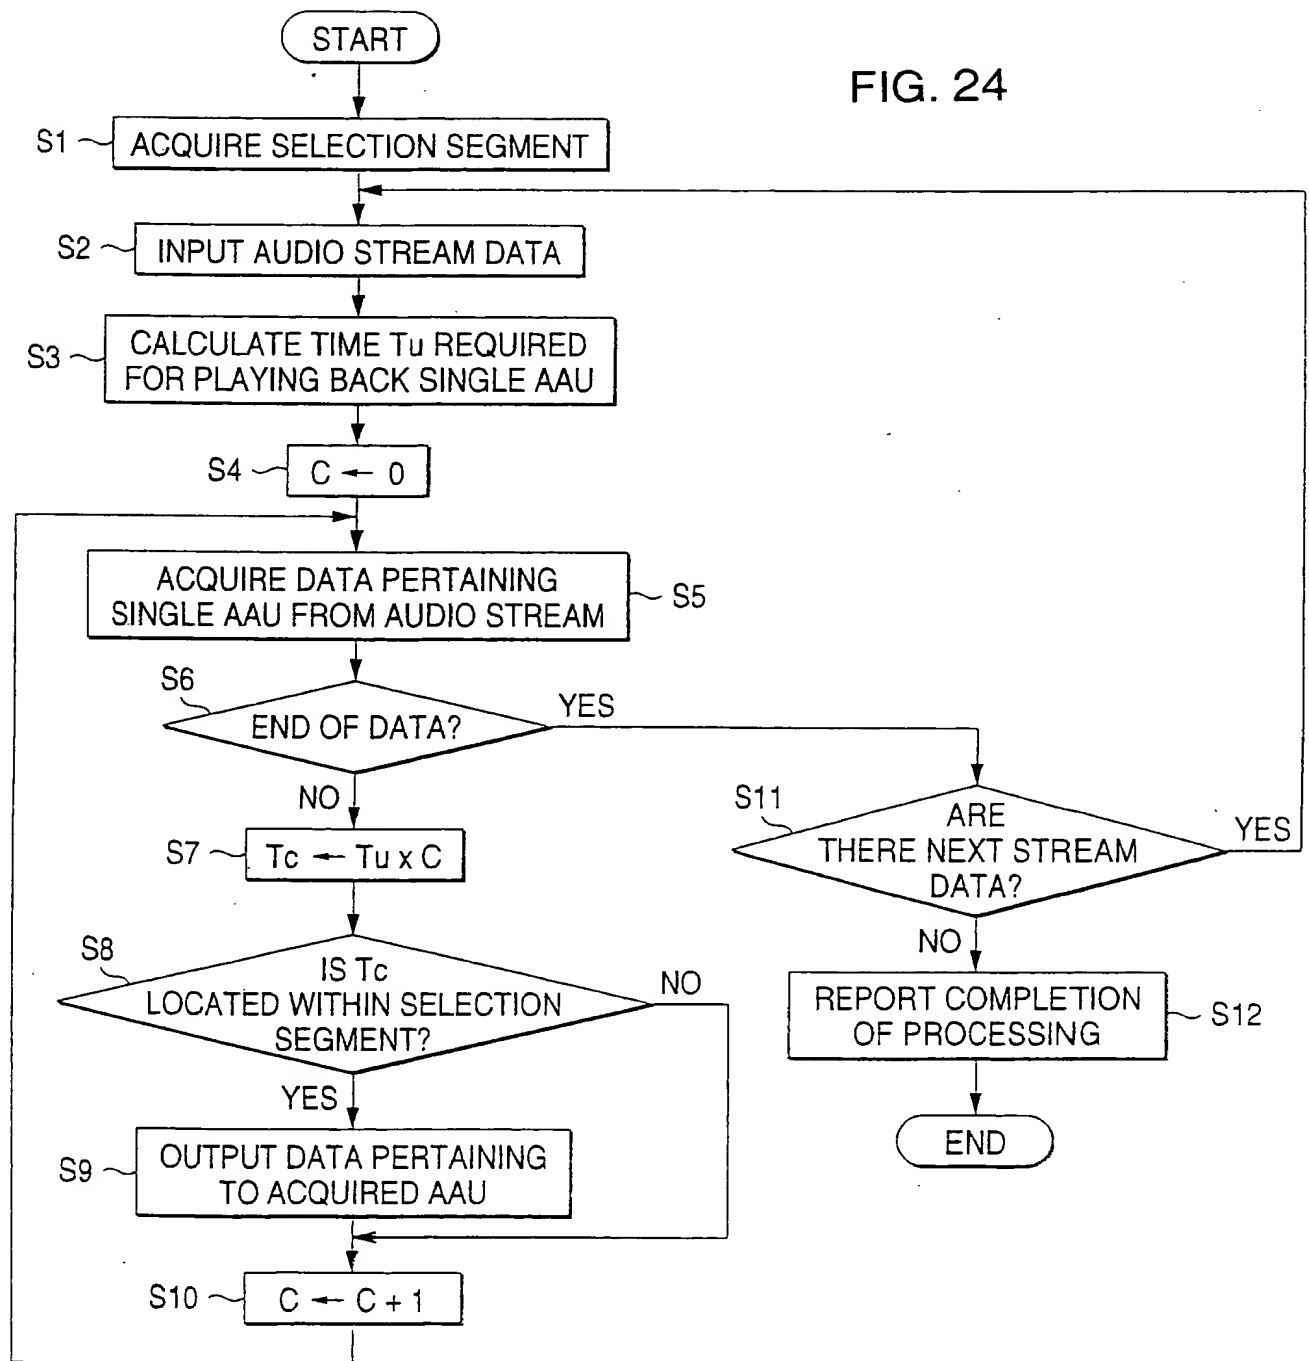 START
FIG. 24
S1
ACQUIRE SELECTION SEGMENT
S2
INPUT AUDIO STREAM DATA
S3
CALCULATE TIME Tu REQUIRED
FOR PLAYING BACK SINGLE AAU
S4
C ← 0
ACQUIRE DATA PERTAINING
SINGLE AAU FROM AUDIO STREAM
S5
S6
END OF DATA?
YES
NO
S7
Tc ← Tu x C
S8
IS Tc
LOCATED WITHIN SELECTION
SEGMENT?
NO
YES
S9
OUTPUT DATA PERTAINING
TO ACQUIRED AAU
S10
C ← C + 1
S11
ARE
THERE NEXT STREAM
DATA?
YES
NO
REPORT COMPLETION
OF PROCESSING
S12
END